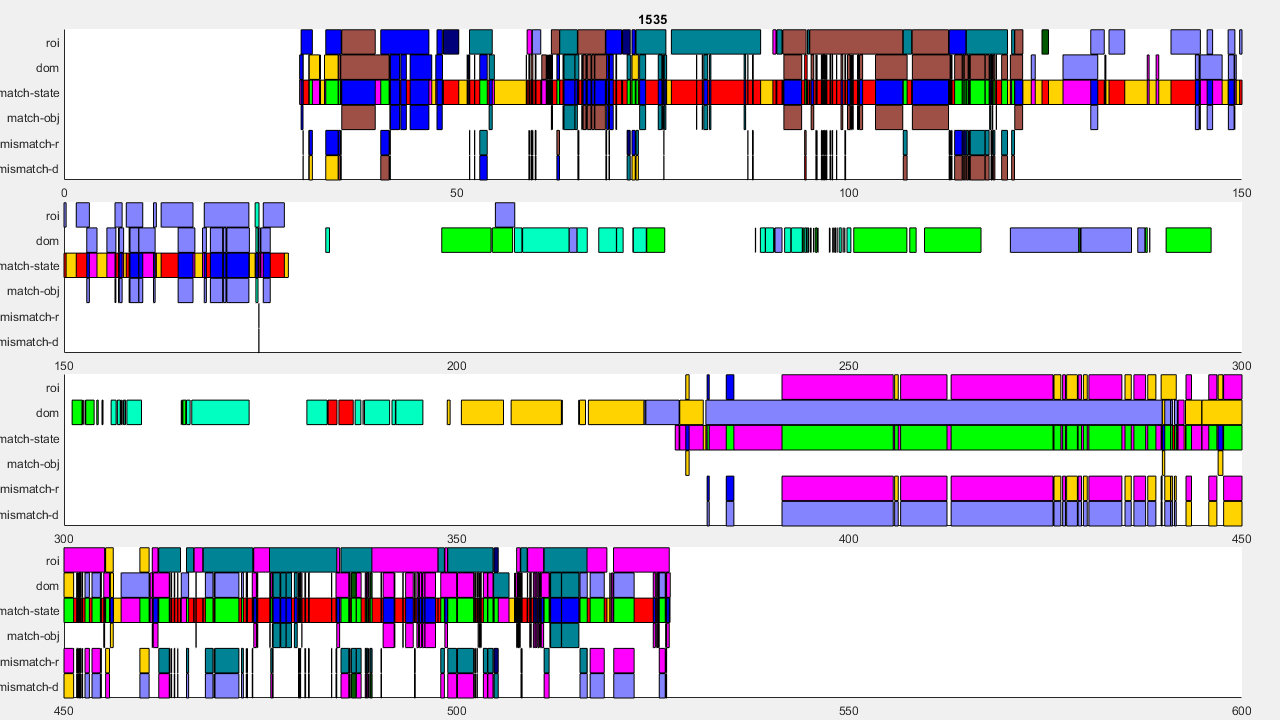 1535
roi
dom
match-state
match-obj
mismatch-r
mismatch-d
0 50 100 150
roi
dom
match-state
match-obj
mismatch-r
mismatch-d
150 200 250 300
roi
dom
match-state
match-obj
mismatch-r
mismatch-d
300 350 400 450
roi
dom
match-state
match-obj
mismatch-r
mismatch-d
450 500 550 600